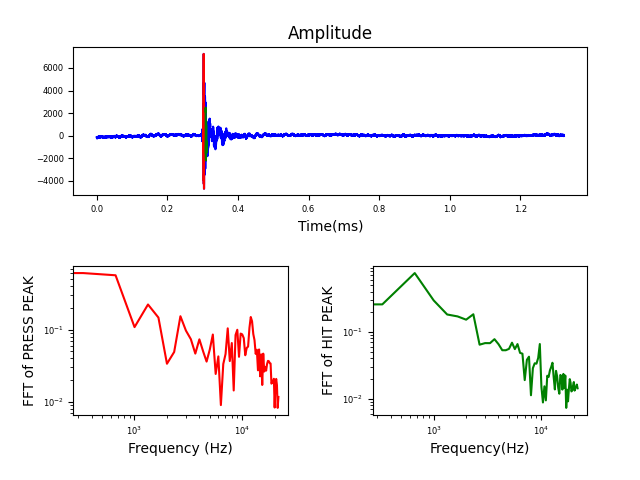 Amplitude
6000
4000
2000
0
−2000
−4000
0.0 0.2 0.4 0.6 0.8 1.0 1.2
Time(ms)
FFT of PRESS PEAK
10⁻¹
10⁻²
10³ 10⁴
Frequency (Hz)
FFT of HIT PEAK
10⁻¹
10⁻²
10³ 10⁴
Frequency(Hz)